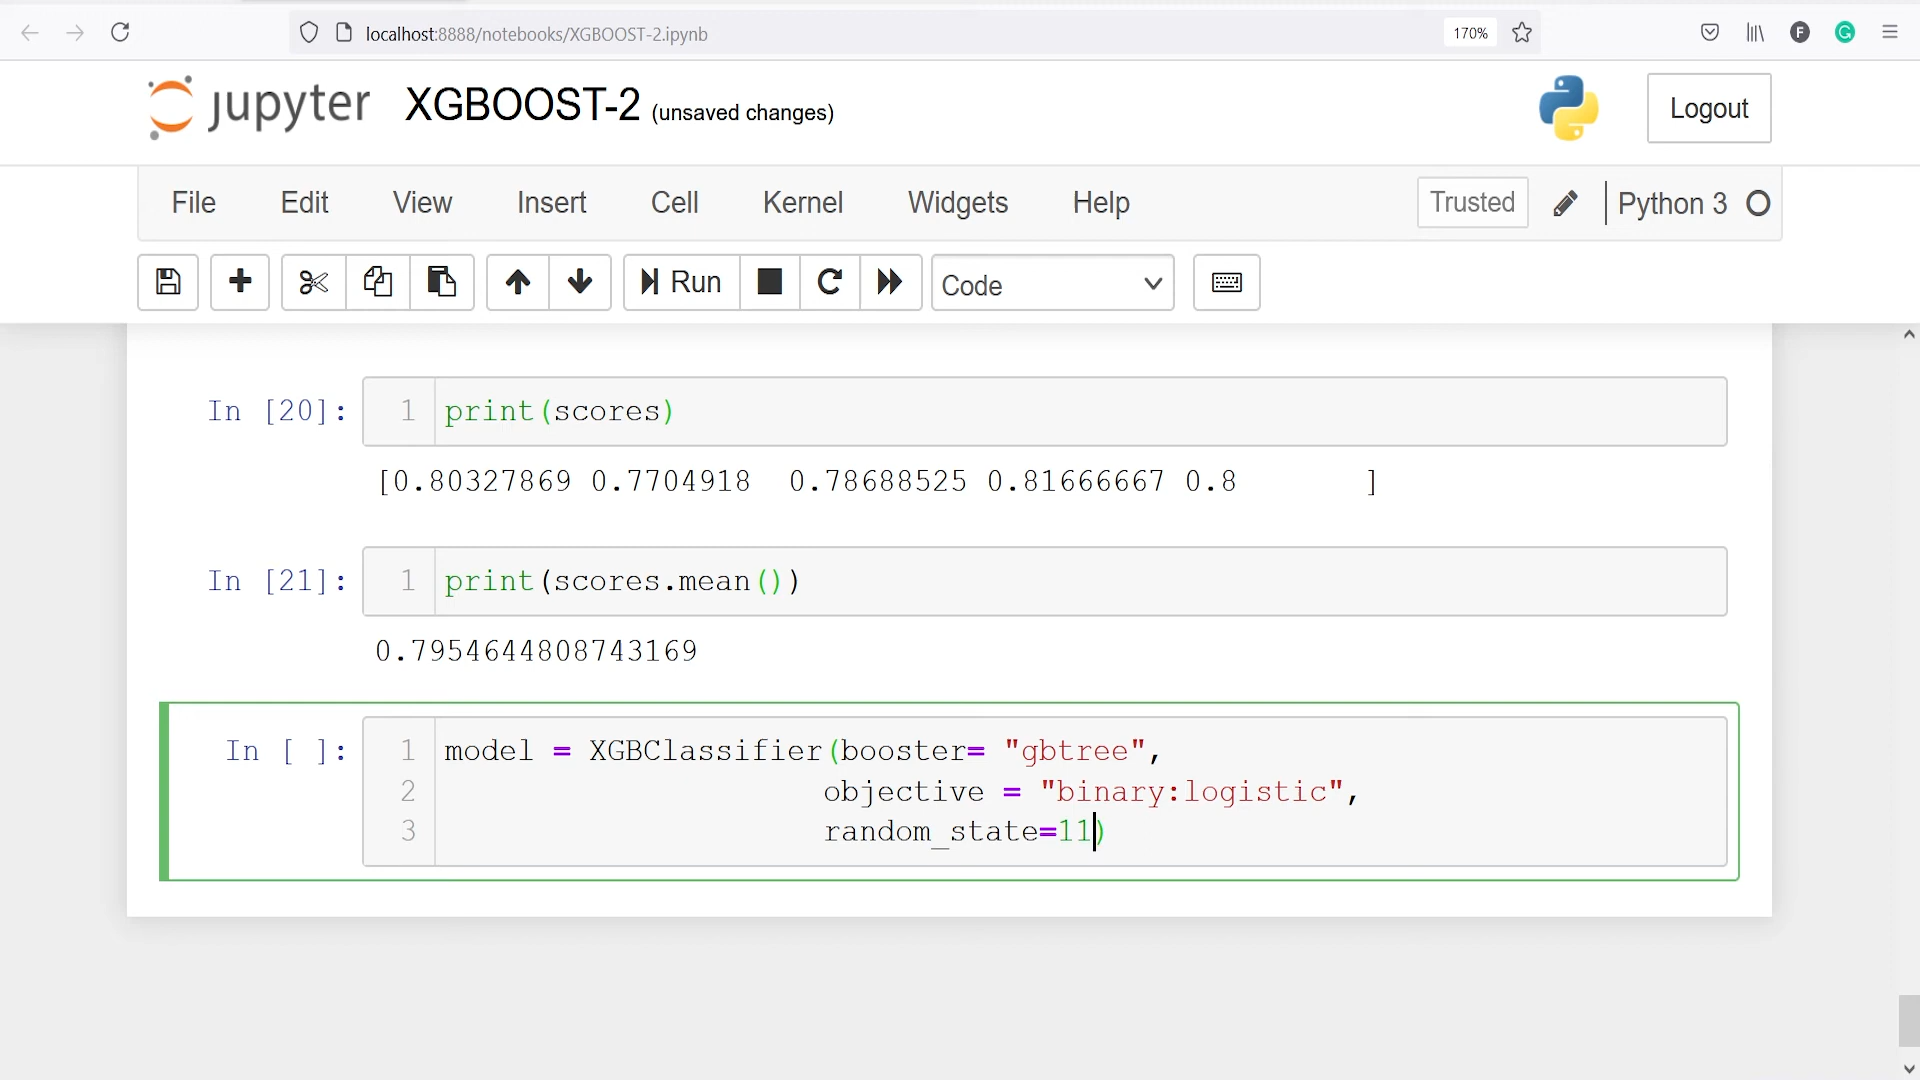 localhost:8888/notebooks/XGBOOST-2.ipynb 170% F G
jupyter XGBOOST-2 (unsaved changes) Logout
File Edit View Insert Cell Kernel Widgets Help Trusted Python 3
Run Code
In [20]: 1 print(scores)
[0.80327869 0.7704918  0.78688525 0.81666667 0.8       ]
In [21]: 1 print(scores.mean())
0.7954644808743169
In [ ]: 1 model = XGBClassifier(booster= "gbtree",
2 objective = "binary:logistic",
3 random_state=11)